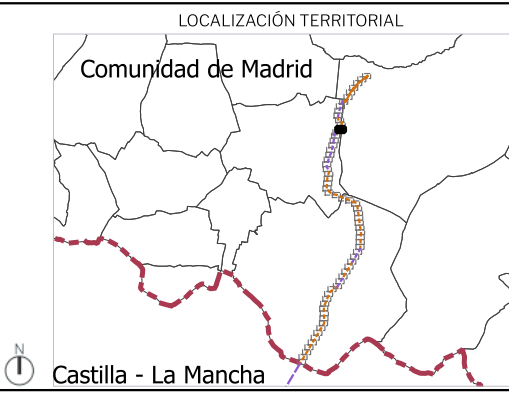 LOCALIZACIÓN TERRITORIAL
Comunidad de Madrid
N
Castilla - La Mancha